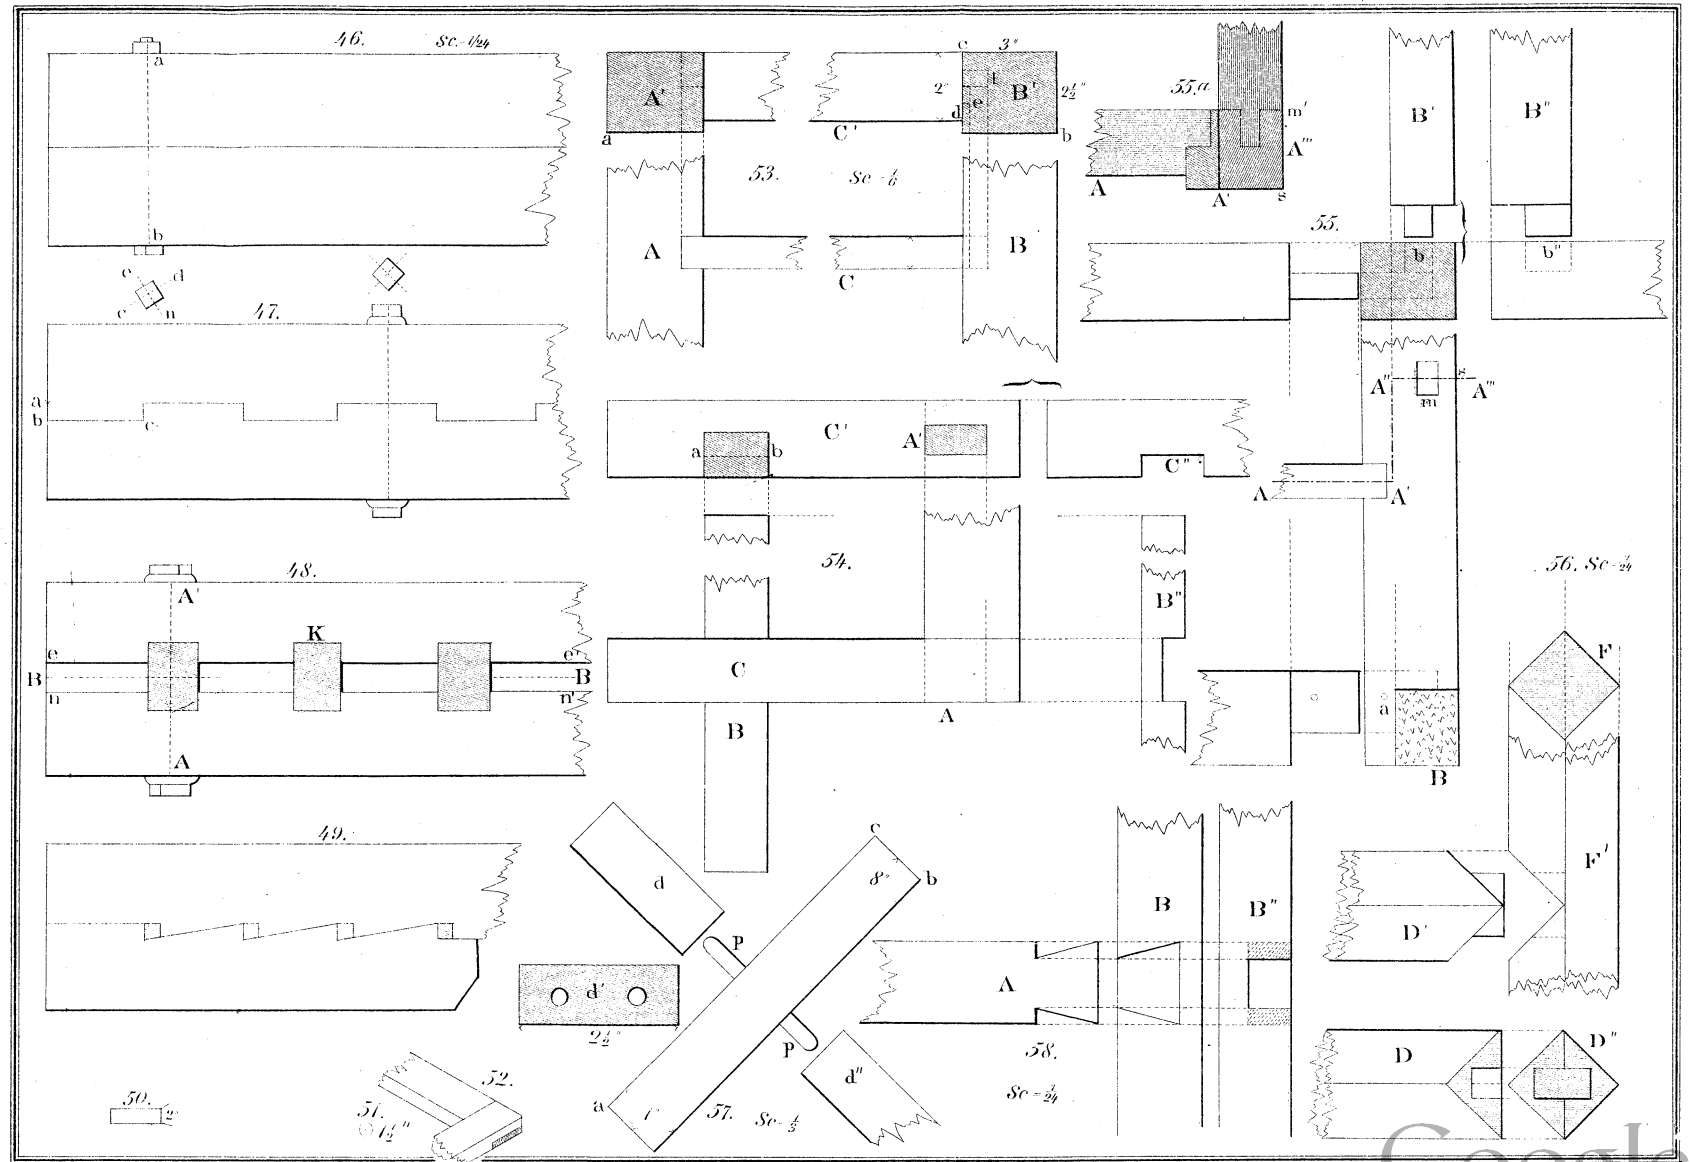 46. Sc.-1/24
a
b
e d
c n
47.
a
b c
48.
A'
K
e e'
B B
n n'
A
49.
50.
2"
51.
1½"
52.
A' a
c 3"
2" f e B' 2½"
d
C' b
53. Sc-1/6
A B
C
55.a
m'
A'''
A A' s
B' B''
55.
b b''
A'' s A'''
m
A A'
C' A'
a b
C''
54.
B''
C
B A
a
B
56. Sc-1/24
F
F'
D'
D D''
c
8" b
d
p
d'
2½"
p
d''
a 1" 57. Sc-1/3
B B''
A
58.
Sc=1/24
Google